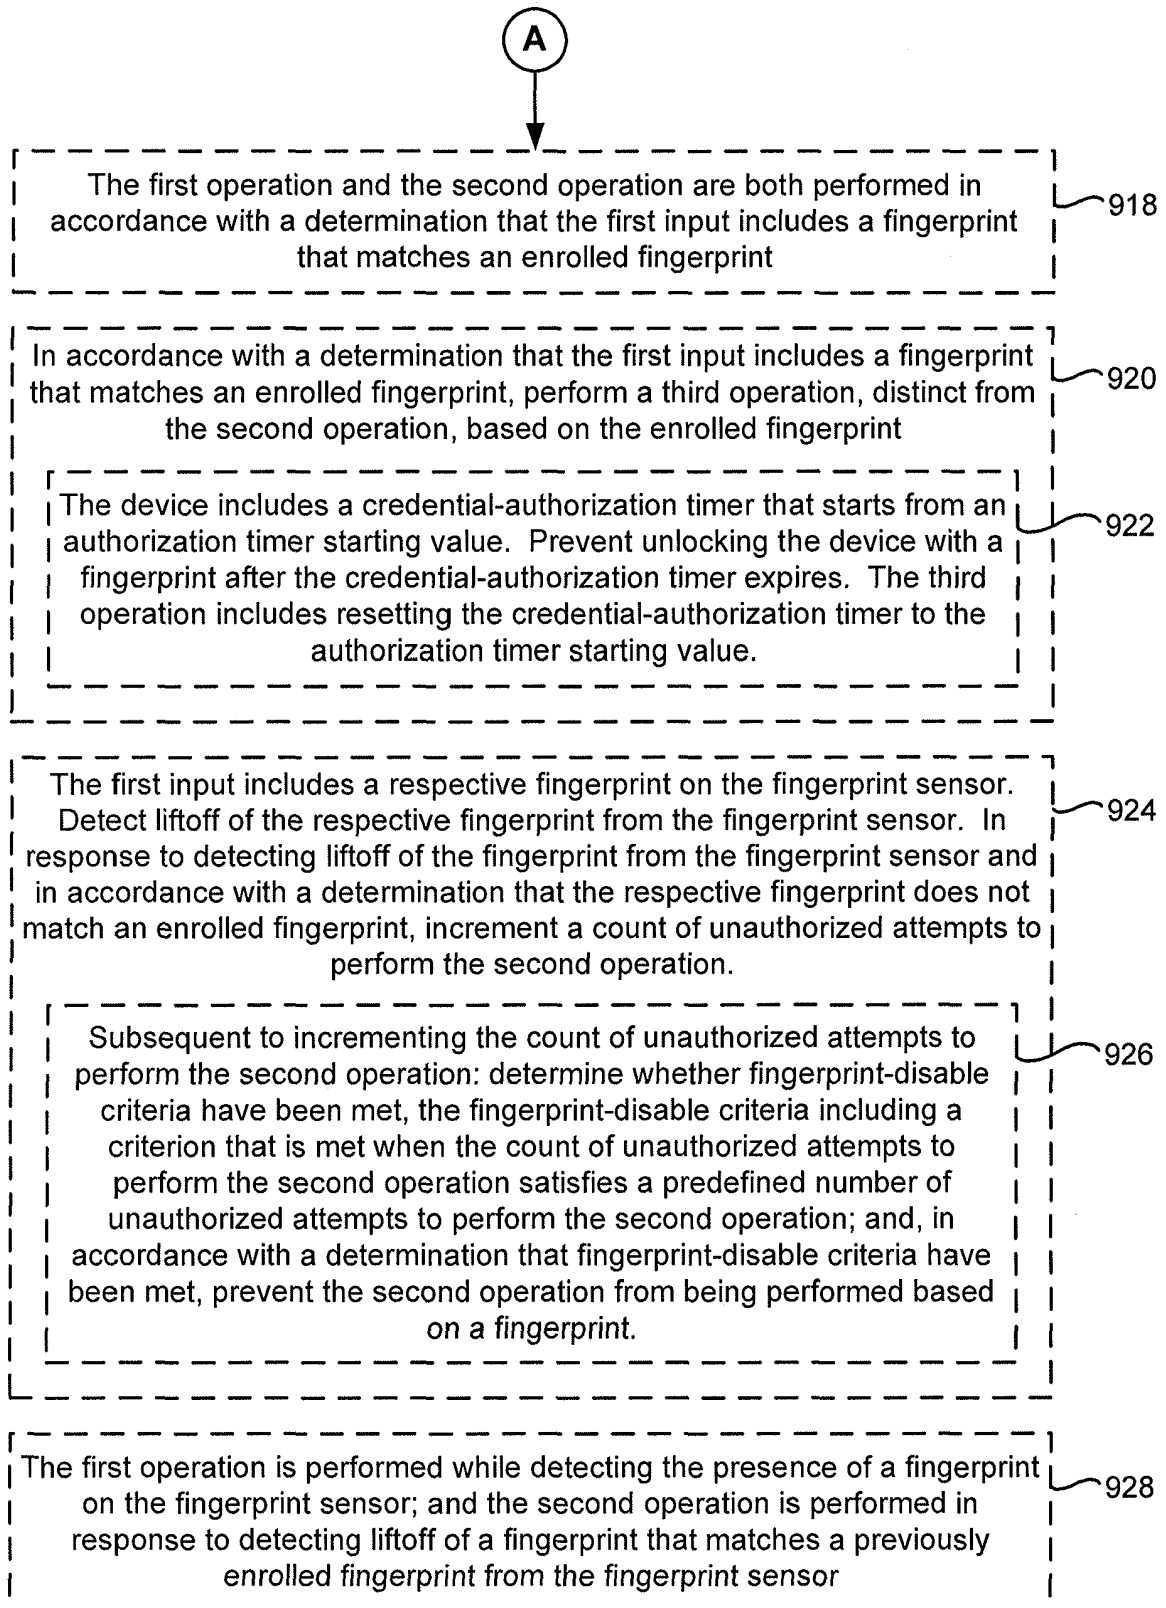 A
The first operation and the second operation are both performed in
accordance with a determination that the first input includes a fingerprint
that matches an enrolled fingerprint
918
In accordance with a determination that the first input includes a fingerprint
that matches an enrolled fingerprint, perform a third operation, distinct from
the second operation, based on the enrolled fingerprint
920
The device includes a credential-authorization timer that starts from an
authorization timer starting value. Prevent unlocking the device with a
fingerprint after the credential-authorization timer expires. The third
operation includes resetting the credential-authorization timer to the
authorization timer starting value.
922
The first input includes a respective fingerprint on the fingerprint sensor.
Detect liftoff of the respective fingerprint from the fingerprint sensor. In
response to detecting liftoff of the fingerprint from the fingerprint sensor and
in accordance with a determination that the respective fingerprint does not
match an enrolled fingerprint, increment a count of unauthorized attempts to
perform the second operation.
924
Subsequent to incrementing the count of unauthorized attempts to
perform the second operation: determine whether fingerprint-disable
criteria have been met, the fingerprint-disable criteria including a
criterion that is met when the count of unauthorized attempts to
perform the second operation satisfies a predefined number of
unauthorized attempts to perform the second operation; and, in
accordance with a determination that fingerprint-disable criteria have
been met, prevent the second operation from being performed based
on a fingerprint.
926
The first operation is performed while detecting the presence of a fingerprint
on the fingerprint sensor; and the second operation is performed in
response to detecting liftoff of a fingerprint that matches a previously
enrolled fingerprint from the fingerprint sensor
928